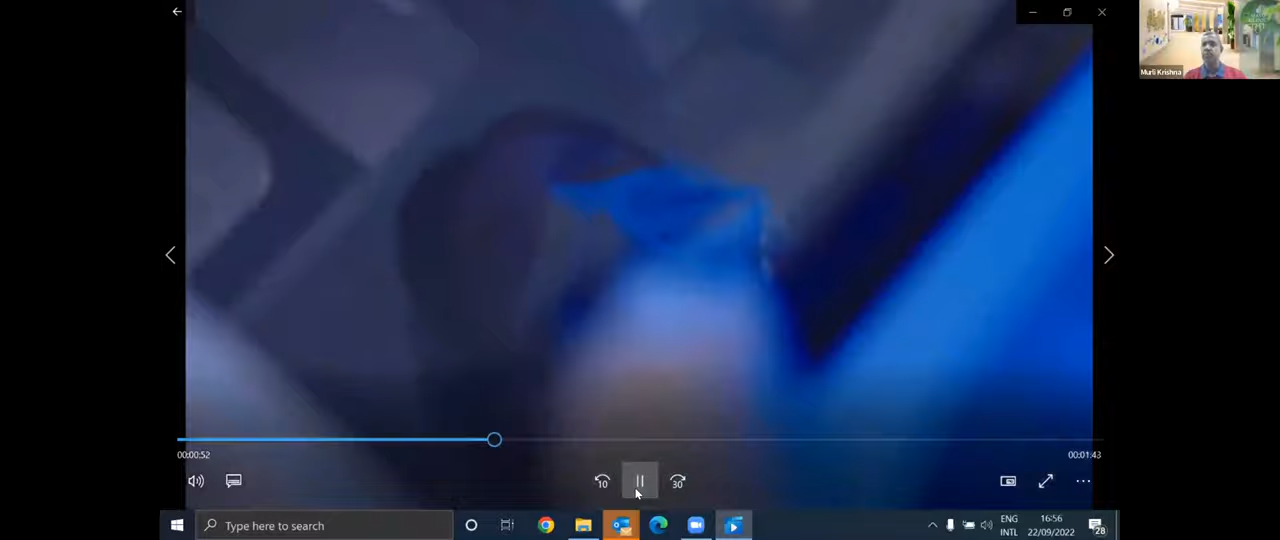 Murli Krishna
00:00:52
00:01:43
10
30
Type here to search
ENG
INTL
16:56
22/09/2022
28